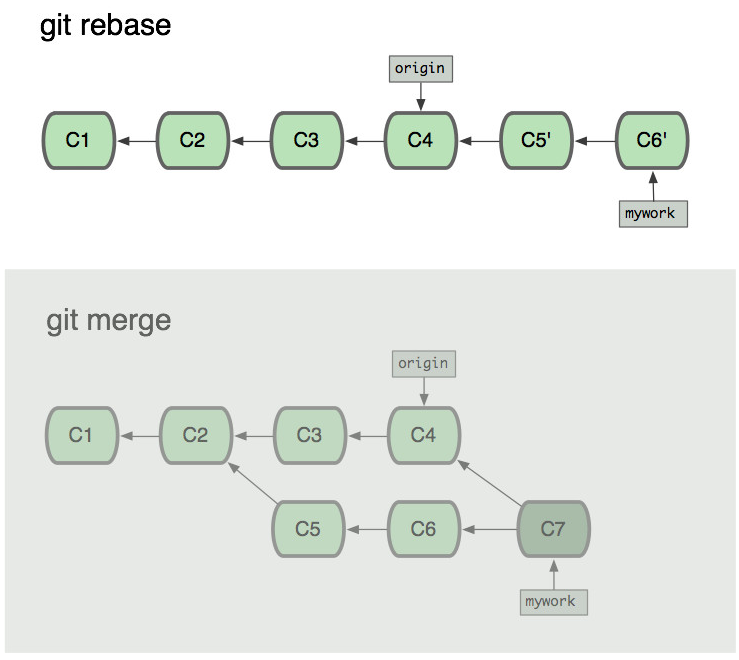 git rebase
origin
C1 C2 C3 C4 C5' C6'
mywork
git merge
origin
C1 C2 C3 C4
C5 C6 C7
mywork